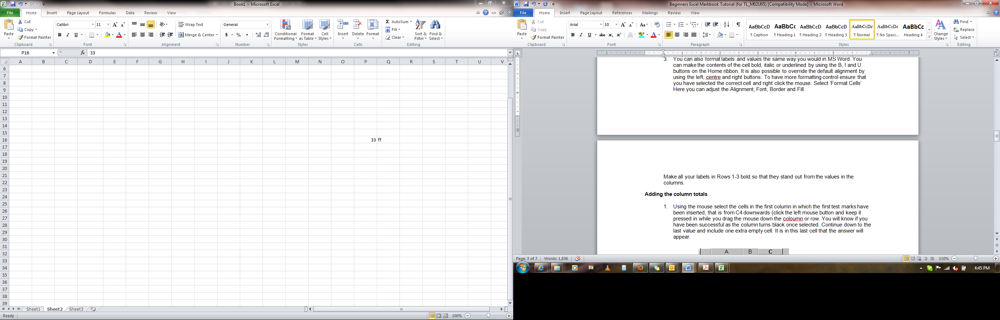 Book1 - Microsoft Excel
File Home Insert Page Layout Formulas Data Review View
Paste
Cut
Copy
Format Painter
Clipboard
Calibri 11
B I U
Font
Wrap Text
Merge & Center
Alignment
General
$ % ,
Number
Conditional Formatting
Format as Table
Cell Styles
Styles
Insert
Delete
Format
Cells
AutoSum
Fill
Clear
Sort & Filter
Find & Select
Editing
P16 fx 33
A B C D E F G H I J K L M N O P Q R S T U V
6
7
8
9
10
11
12
13
14
15
16 33 ff
17
18
19
20
21
22
23
24
25
26
27
28
29
30
31
32
33
34
35
36
37
38
39
Sheet1 Sheet2 Sheet3
Ready 100%
Beginners Excel Markbook Tutorial (for TL_M02U05) [Compatibility Mode] - Microsoft Word
File Home Insert Page Layout References Mailings Review View
Paste
Cut
Copy
Format Painter
Clipboard
Arial 10
B I U abc x₂ x²
Font
Paragraph
AaBbCcD AaBbCc AaBbCcD AaBbCcD AaBbCcDd AaBbCcDd AaBbCc
¶ Caption ¶ Heading 1 ¶ Heading 2 ¶ Heading 3 ¶ Normal ¶ No Spaci... Heading 4
Styles
Change Styles
Find
Replace
Select
Editing
1 1 2 3 4 5 7
3. You can also format labels and values the same way you would in MS Word. You
can make the contents of the cell bold, italic or underlined by using the B, I and U
buttons on the Home ribbon. It is also possible to override the default alignment by
using the left, centre and right buttons. To have more formatting control ensure that
you have selected the correct cell and right click the mouse. Select ‘Format Cells’
Here you can adjust the Alignment, Font, Border and Fill.
9
10
Make all your labels in Rows 1-3 bold so that they stand out from the values in the
columns.
Adding the column totals
1. Using the mouse select the cells in the first column in which the first test marks have
been inserted, that is from C4 downwards (click the left mouse button and keep it
pressed in while you drag the mouse down the coloumn or row. You will know if you
have been successful as the column turns black once selected. Continue down to the
last value and include one extra empty cell. It is in this last cell that the answer will
appear.
A B C
Page: 3 of 7 Words: 1,836 110%
4:45 PM